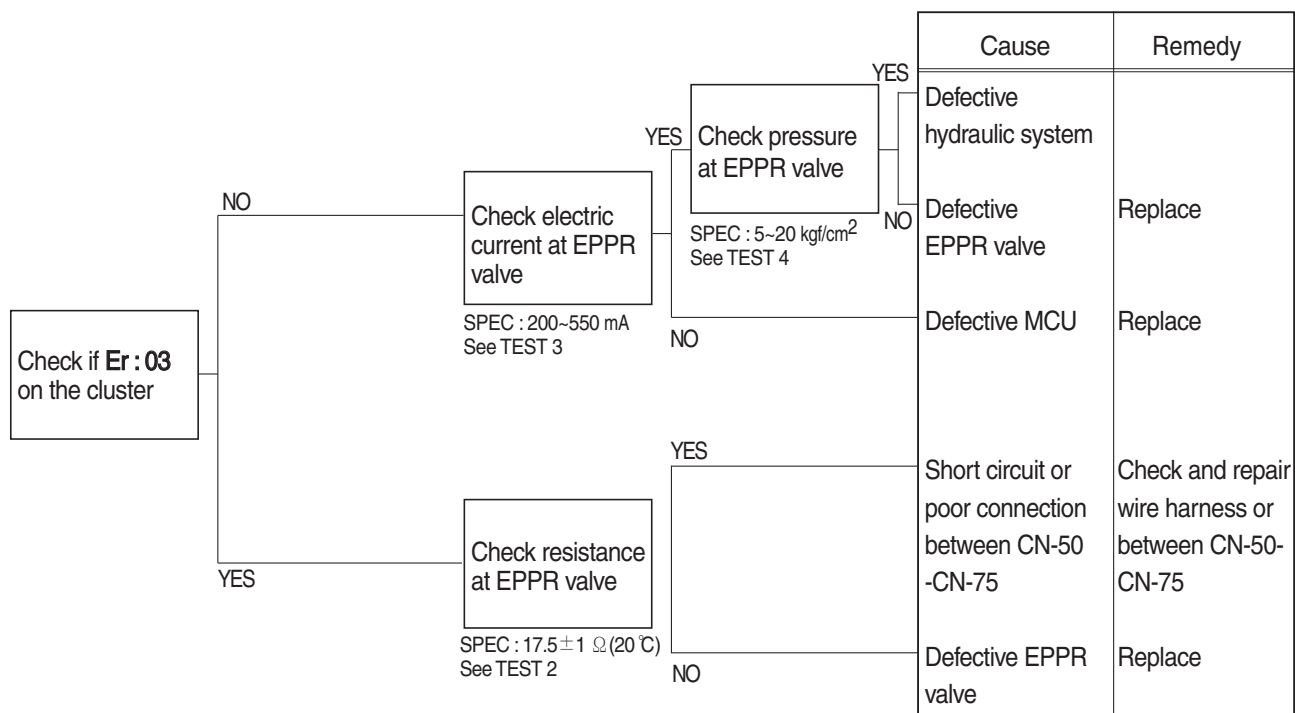 Cause Remedy
YES
Defective
hydraulic system
YES
Check pressure
at EPPR valve
NO
SPEC : 5~20 kgf/cm2
See TEST 4
Defective Replace
EPPR valve
NO
Check electric
current at EPPR
valve
SPEC : 200~550 mA
See TEST 3
NO
Defective MCU Replace
Check if Er : 03
on the cluster
YES
Short circuit or Check and repair
poor connection wire harness or
between CN-50 between CN-50-
-CN-75 CN-75
Check resistance
at EPPR valve
YES
SPEC : 17.5±1 Ω(20℃)
See TEST 2
NO
Defective EPPR Replace
valve